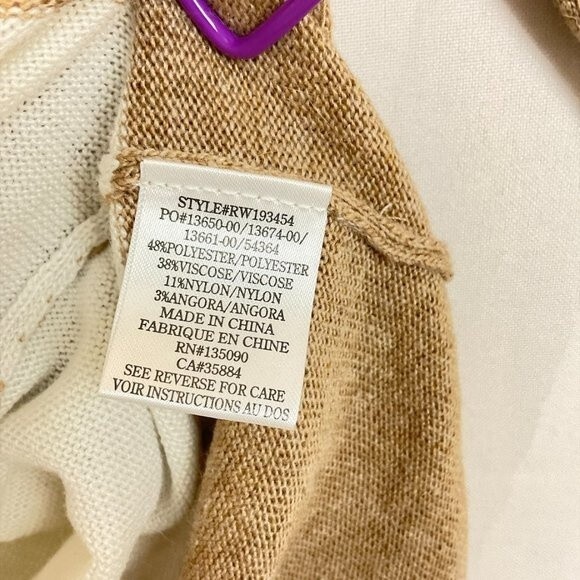 STYLE#RW193454
PO#13650-00/13674-00/
13661-00/54364
48%POLYESTER/POLYESTER
38%VISCOSE/VISCOSE
11%NYLON/NYLON
3%ANGORA/ANGORA
MADE IN CHINA
FABRIQUE EN CHINE
RN#135090
CA#35884
SEE REVERSE FOR CARE
VOIR INSTRUCTIONS AU DOS